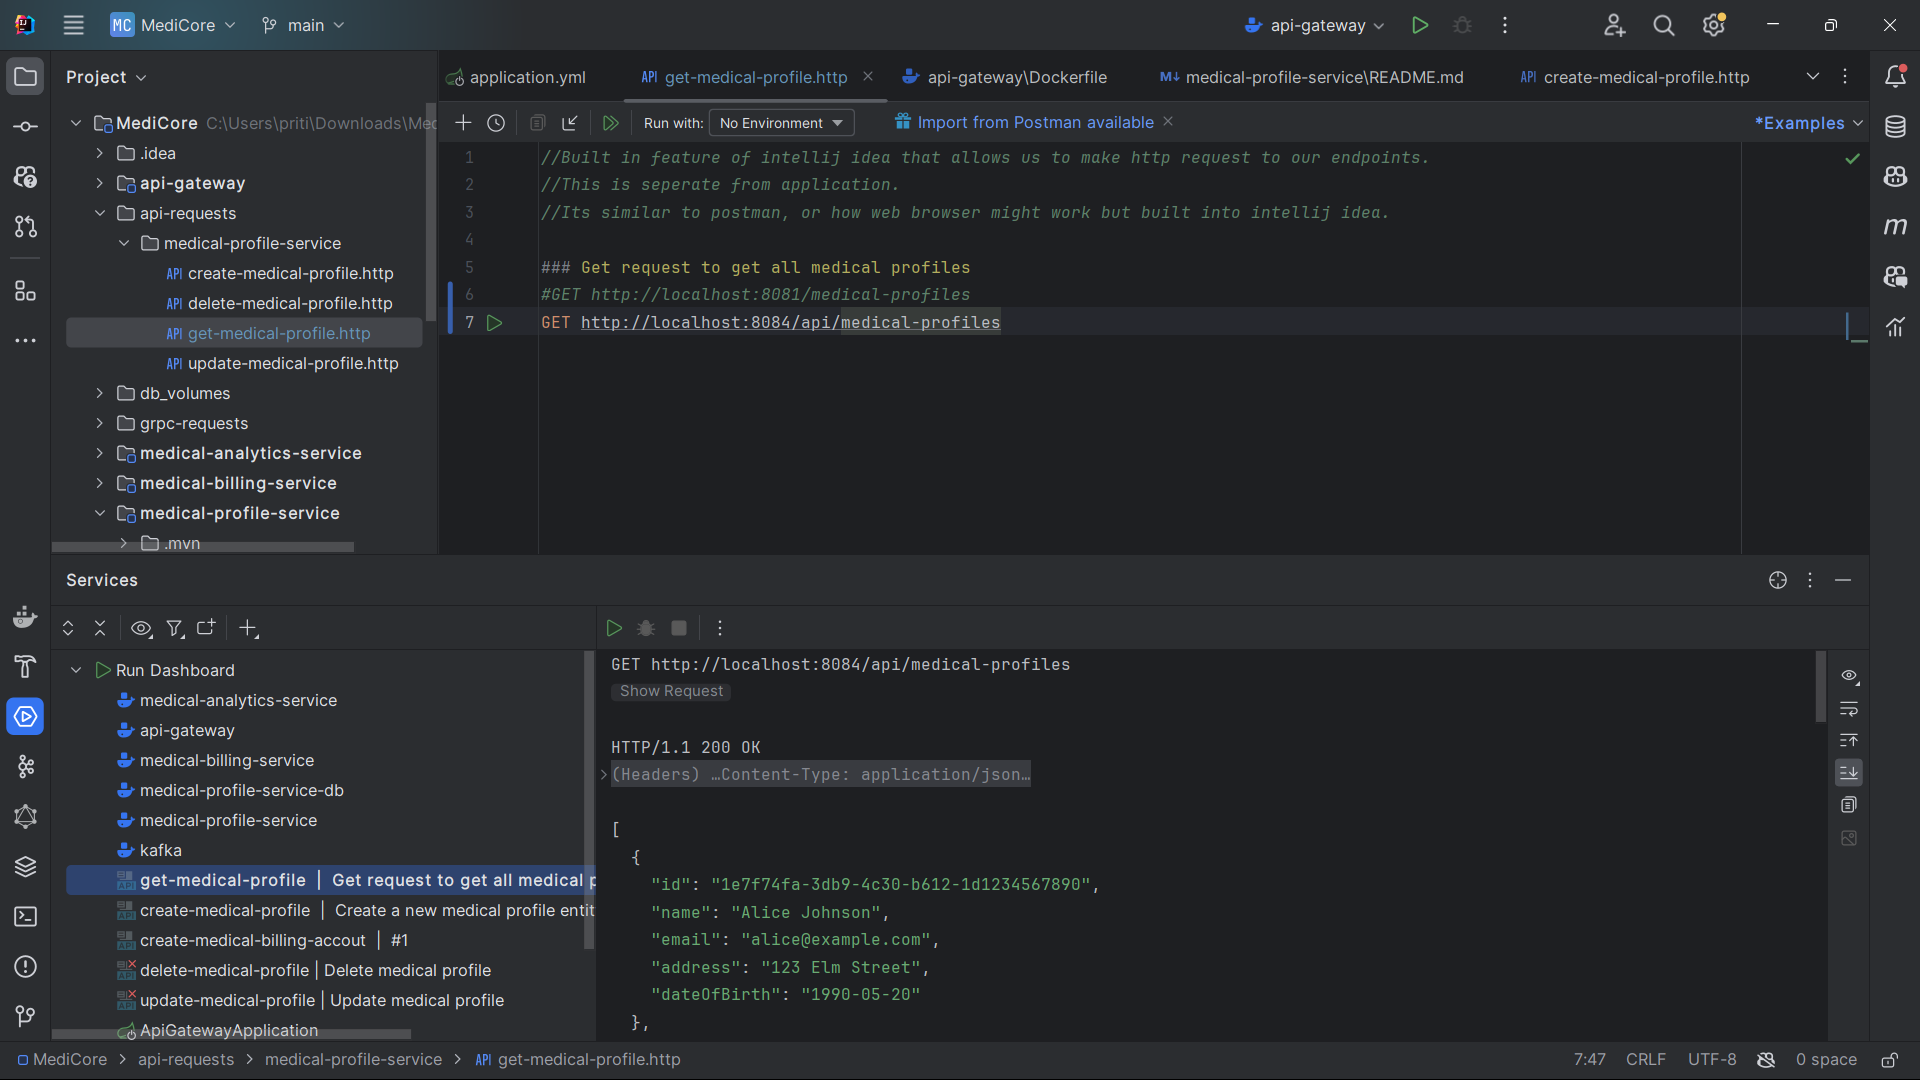 MC MediCore main
api-gateway
Project
application.yml
API get-medical-profile.http
api-gateway\Dockerfile
M↓ medical-profile-service\README.md
API create-medical-profile.http
MediCore C:\Users\priti\Downloads\Med
.idea
api-gateway
api-requests
medical-profile-service
API create-medical-profile.http
API delete-medical-profile.http
API get-medical-profile.http
API update-medical-profile.http
db_volumes
grpc-requests
medical-analytics-service
medical-billing-service
medical-profile-service
.mvn
Run with: No Environment
Import from Postman available
*Examples
1 //Built in feature of intellij idea that allows us to make http request to our endpoints.
2 //This is seperate from application.
3 //Its similar to postman, or how web browser might work but built into intellij idea.
4
5 ### Get request to get all medical profiles
6 #GET http://localhost:8081/medical-profiles
7 GET http://localhost:8084/api/medical-profiles
Services
Run Dashboard
medical-analytics-service
api-gateway
medical-billing-service
medical-profile-service-db
medical-profile-service
kafka
API get-medical-profile | Get request to get all medical p
API create-medical-profile | Create a new medical profile entit
API create-medical-billing-accout | #1
API delete-medical-profile | Delete medical profile
API update-medical-profile | Update medical profile
ApiGatewayApplication
GET http://localhost:8084/api/medical-profiles
Show Request
HTTP/1.1 200 OK
(Headers) …Content-Type: application/json…
[
{
"id": "1e7f74fa-3db9-4c30-b612-1d1234567890",
"name": "Alice Johnson",
"email": "alice@example.com",
"address": "123 Elm Street",
"dateOfBirth": "1990-05-20"
},
MediCore > api-requests > medical-profile-service > API get-medical-profile.http
7:47 CRLF UTF-8 0 space